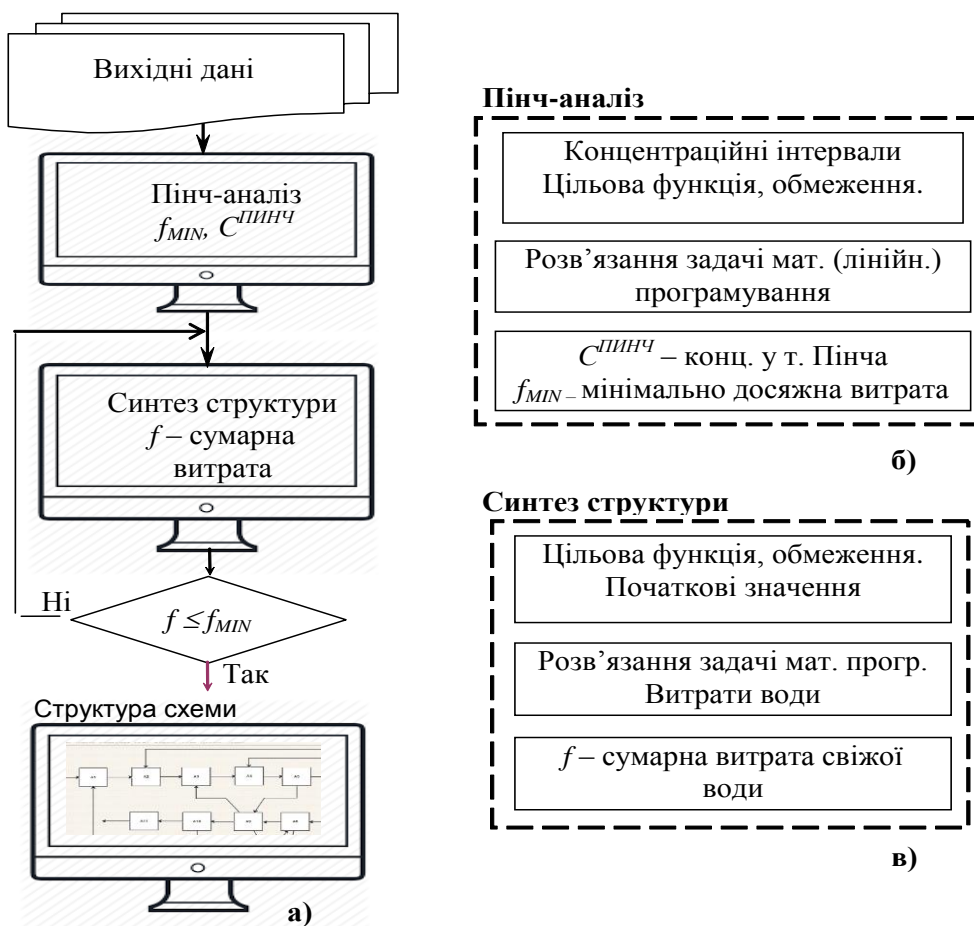 Вихідні дані
Пінч-аналіз
f_MIN, C^ПИНЧ
Синтез структури
f – сумарна
витрата
Ні
f ≤ f_MIN
Так
Структура схеми
а)
Пінч-аналіз
Концентраційні інтервали
Цільова функція, обмеження.
Розв'язання задачі мат. (лінійн.)
програмування
C^ПИНЧ – конц. у т. Пінча
f_MIN – мінімально досяжна витрата
б)
Синтез структури
Цільова функція, обмеження.
Початкові значення
Розв'язання задачі мат. прогр.
Витрати води
f – сумарна витрата свіжої
води
в)